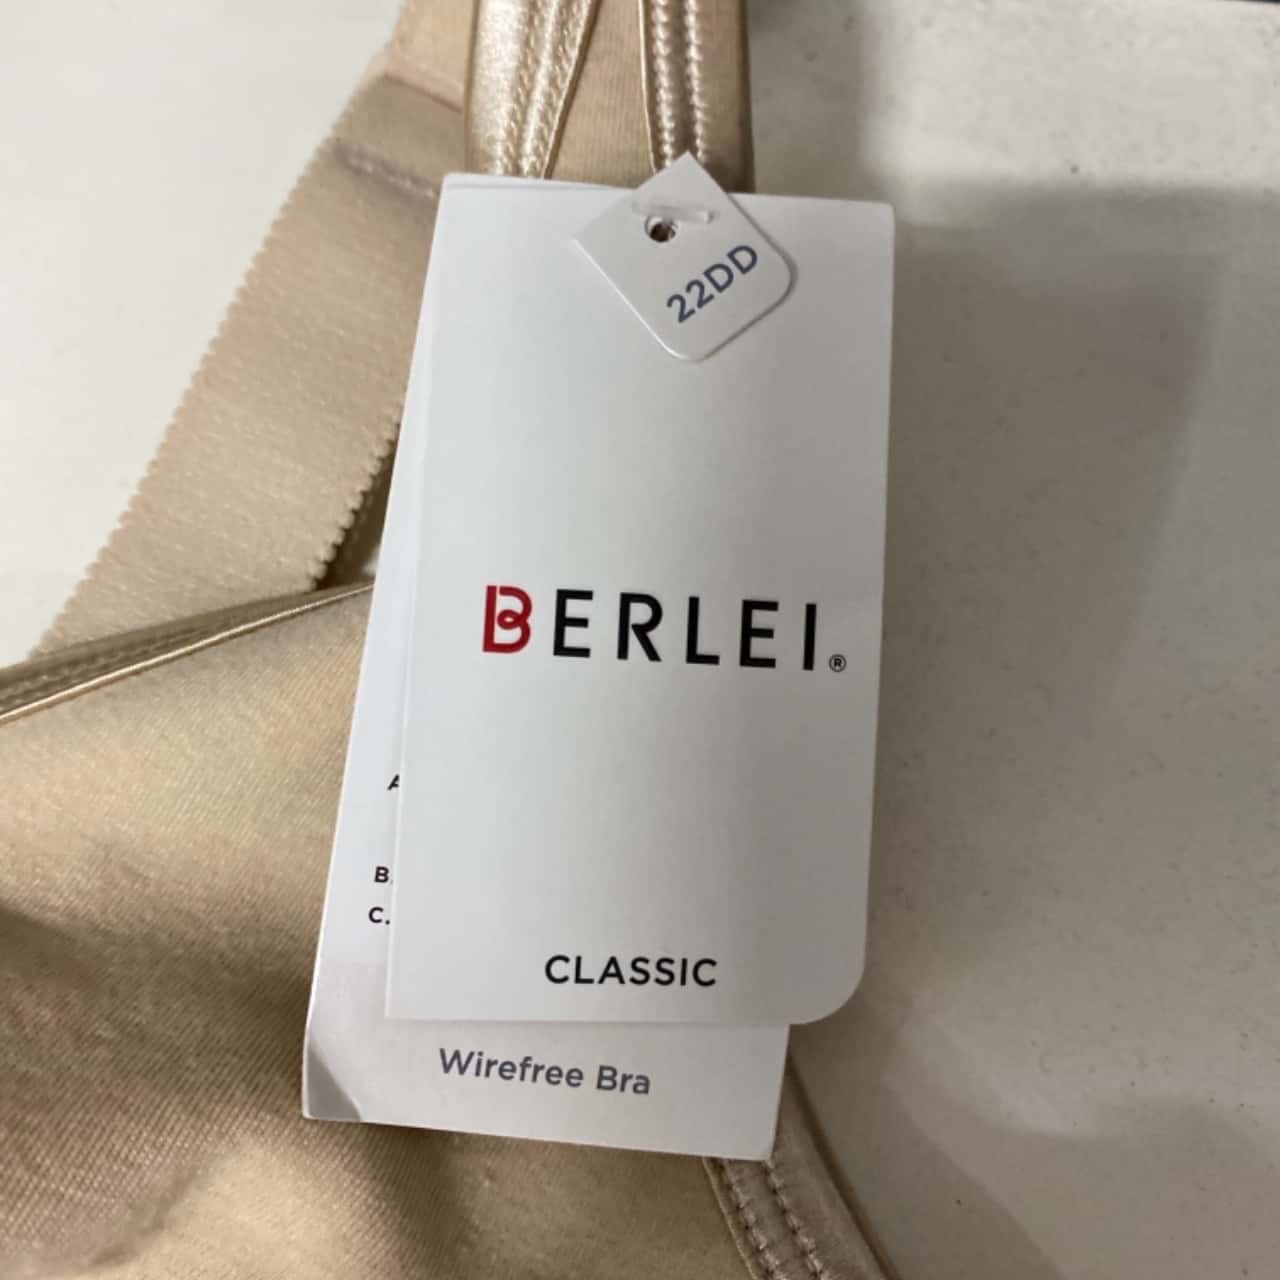 22DD
BERLEI®
A
B.
C.
CLASSIC
Wirefree Bra